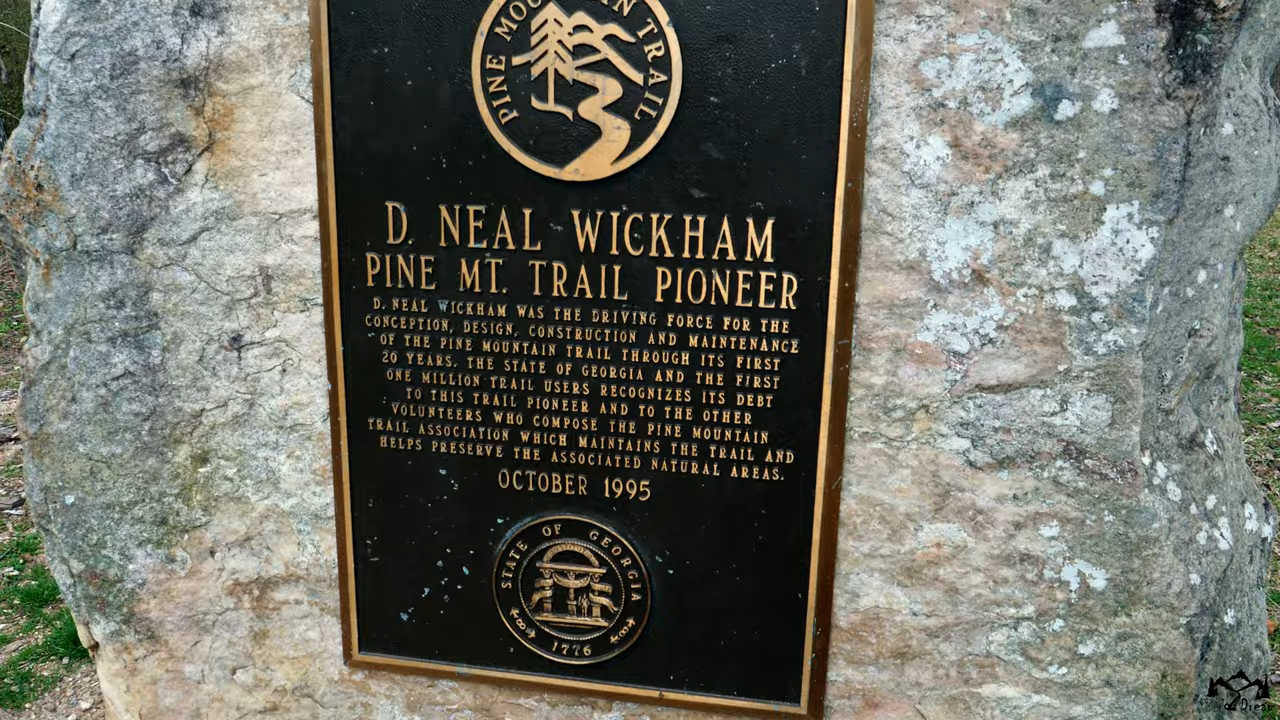 PINE MOUNTAIN TRAIL
D. NEAL WICKHAM
PINE MT. TRAIL PIONEER
D. NEAL WICKHAM WAS THE DRIVING FORCE FOR THE
CONCEPTION, DESIGN, CONSTRUCTION AND MAINTENANCE
OF THE PINE MOUNTAIN TRAIL THROUGH ITS FIRST
20 YEARS. THE STATE OF GEORGIA AND THE FIRST
ONE MILLION TRAIL USERS RECOGNIZES ITS DEBT
TO THIS TRAIL PIONEER AND TO THE OTHER
VOLUNTEERS WHO COMPOSE THE PINE MOUNTAIN
TRAIL ASSOCIATION WHICH MAINTAINS THE TRAIL AND
HELPS PRESERVE THE ASSOCIATED NATURAL AREAS.
OCTOBER 1995
STATE OF GEORGIA
1776